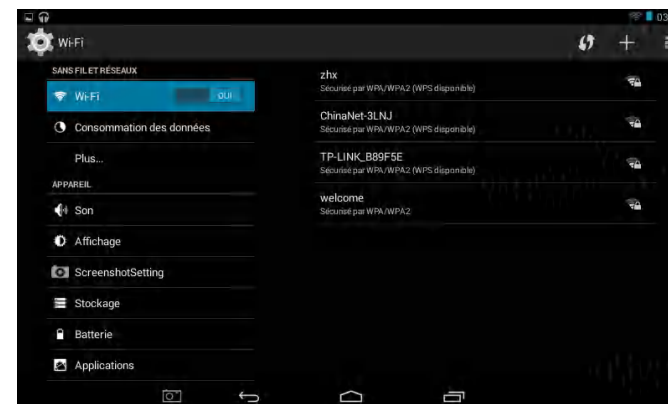 03
Wi-Fi
SANS FIL ET RÉSEAUX
Wi-Fi OUI
Consommation des données
Plus...
APPAREIL
Son
Affichage
ScreenshotSetting
Stockage
Batterie
Applications
zhx
Sécurisé par WPA/WPA2 (WPS disponible)
ChinaNet-3LNJ
Sécurisé par WPA/WPA2 (WPS disponible)
TP-LINK_B89F5E
Sécurisé par WPA/WPA2 (WPS disponible)
welcome
Sécurisé par WPA/WPA2